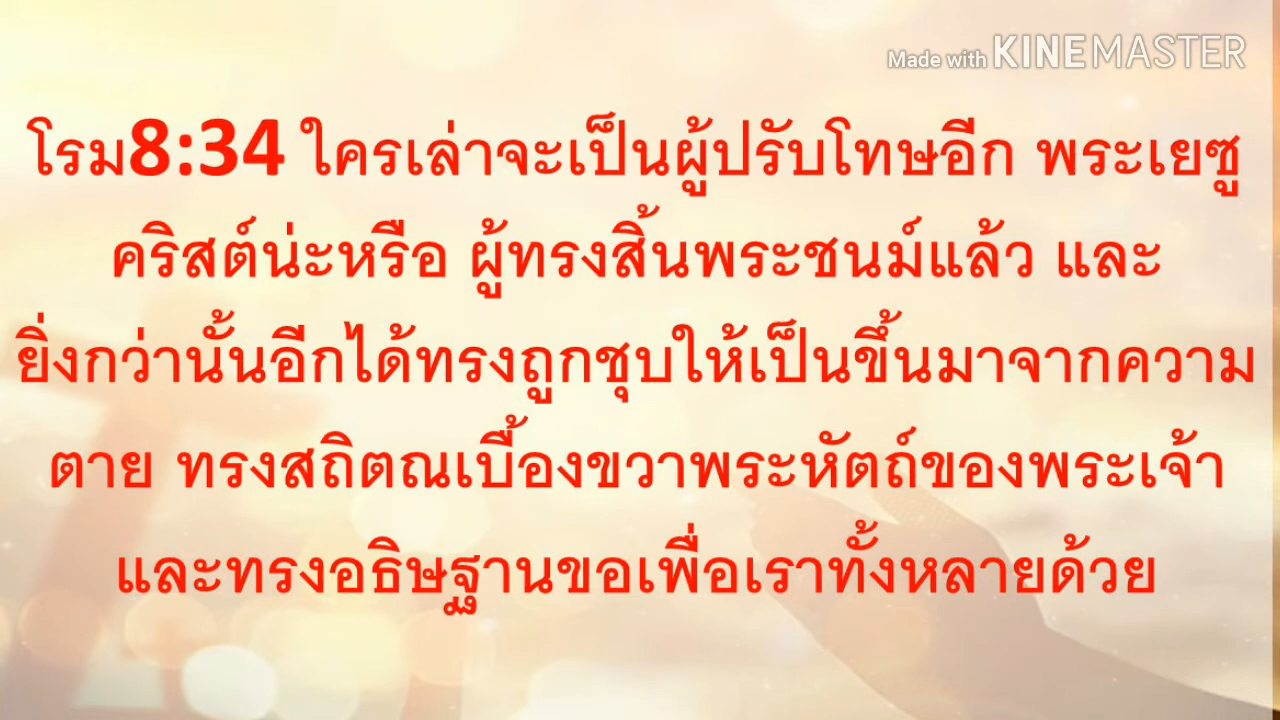 Made with KINEMASTER
โรม8:34 ใครเล่าจะเป็นผู้ปรับโทษอีก พระเยซู
คริสต์น่ะหรือ ผู้ทรงสิ้นพระชนม์แล้ว และ
ยิ่งกว่านั้นอีกได้ทรงถูกชุบให้เป็นขึ้นมาจากความ
ตาย ทรงสถิตณเบื้องขวาพระหัตถ์ของพระเจ้า
และทรงอธิษฐานขอเพื่อเราทั้งหลายด้วย